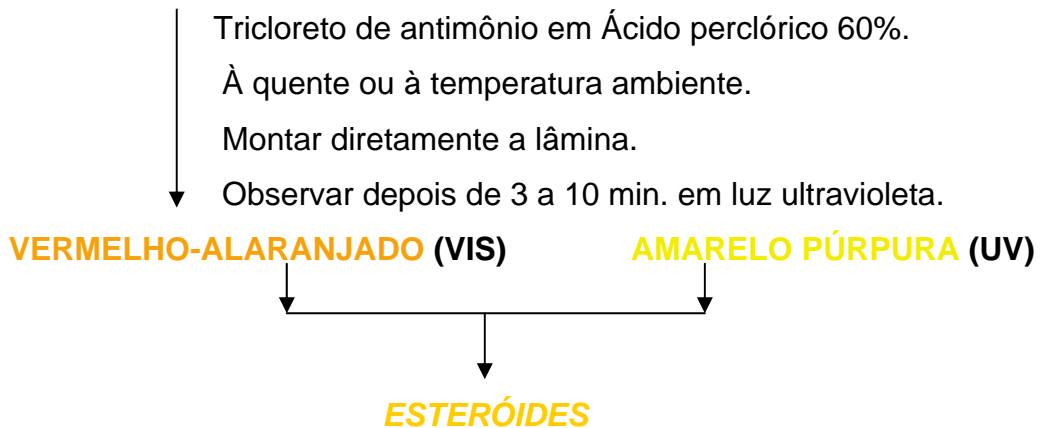 Tricloreto de antimônio em Ácido perclórico 60%.
À quente ou à temperatura ambiente.
Montar diretamente a lâmina.
Observar depois de 3 a 10 min. em luz ultravioleta.
VERMELHO-ALARANJADO (VIS) AMARELO PÚRPURA (UV)
ESTERÓIDES